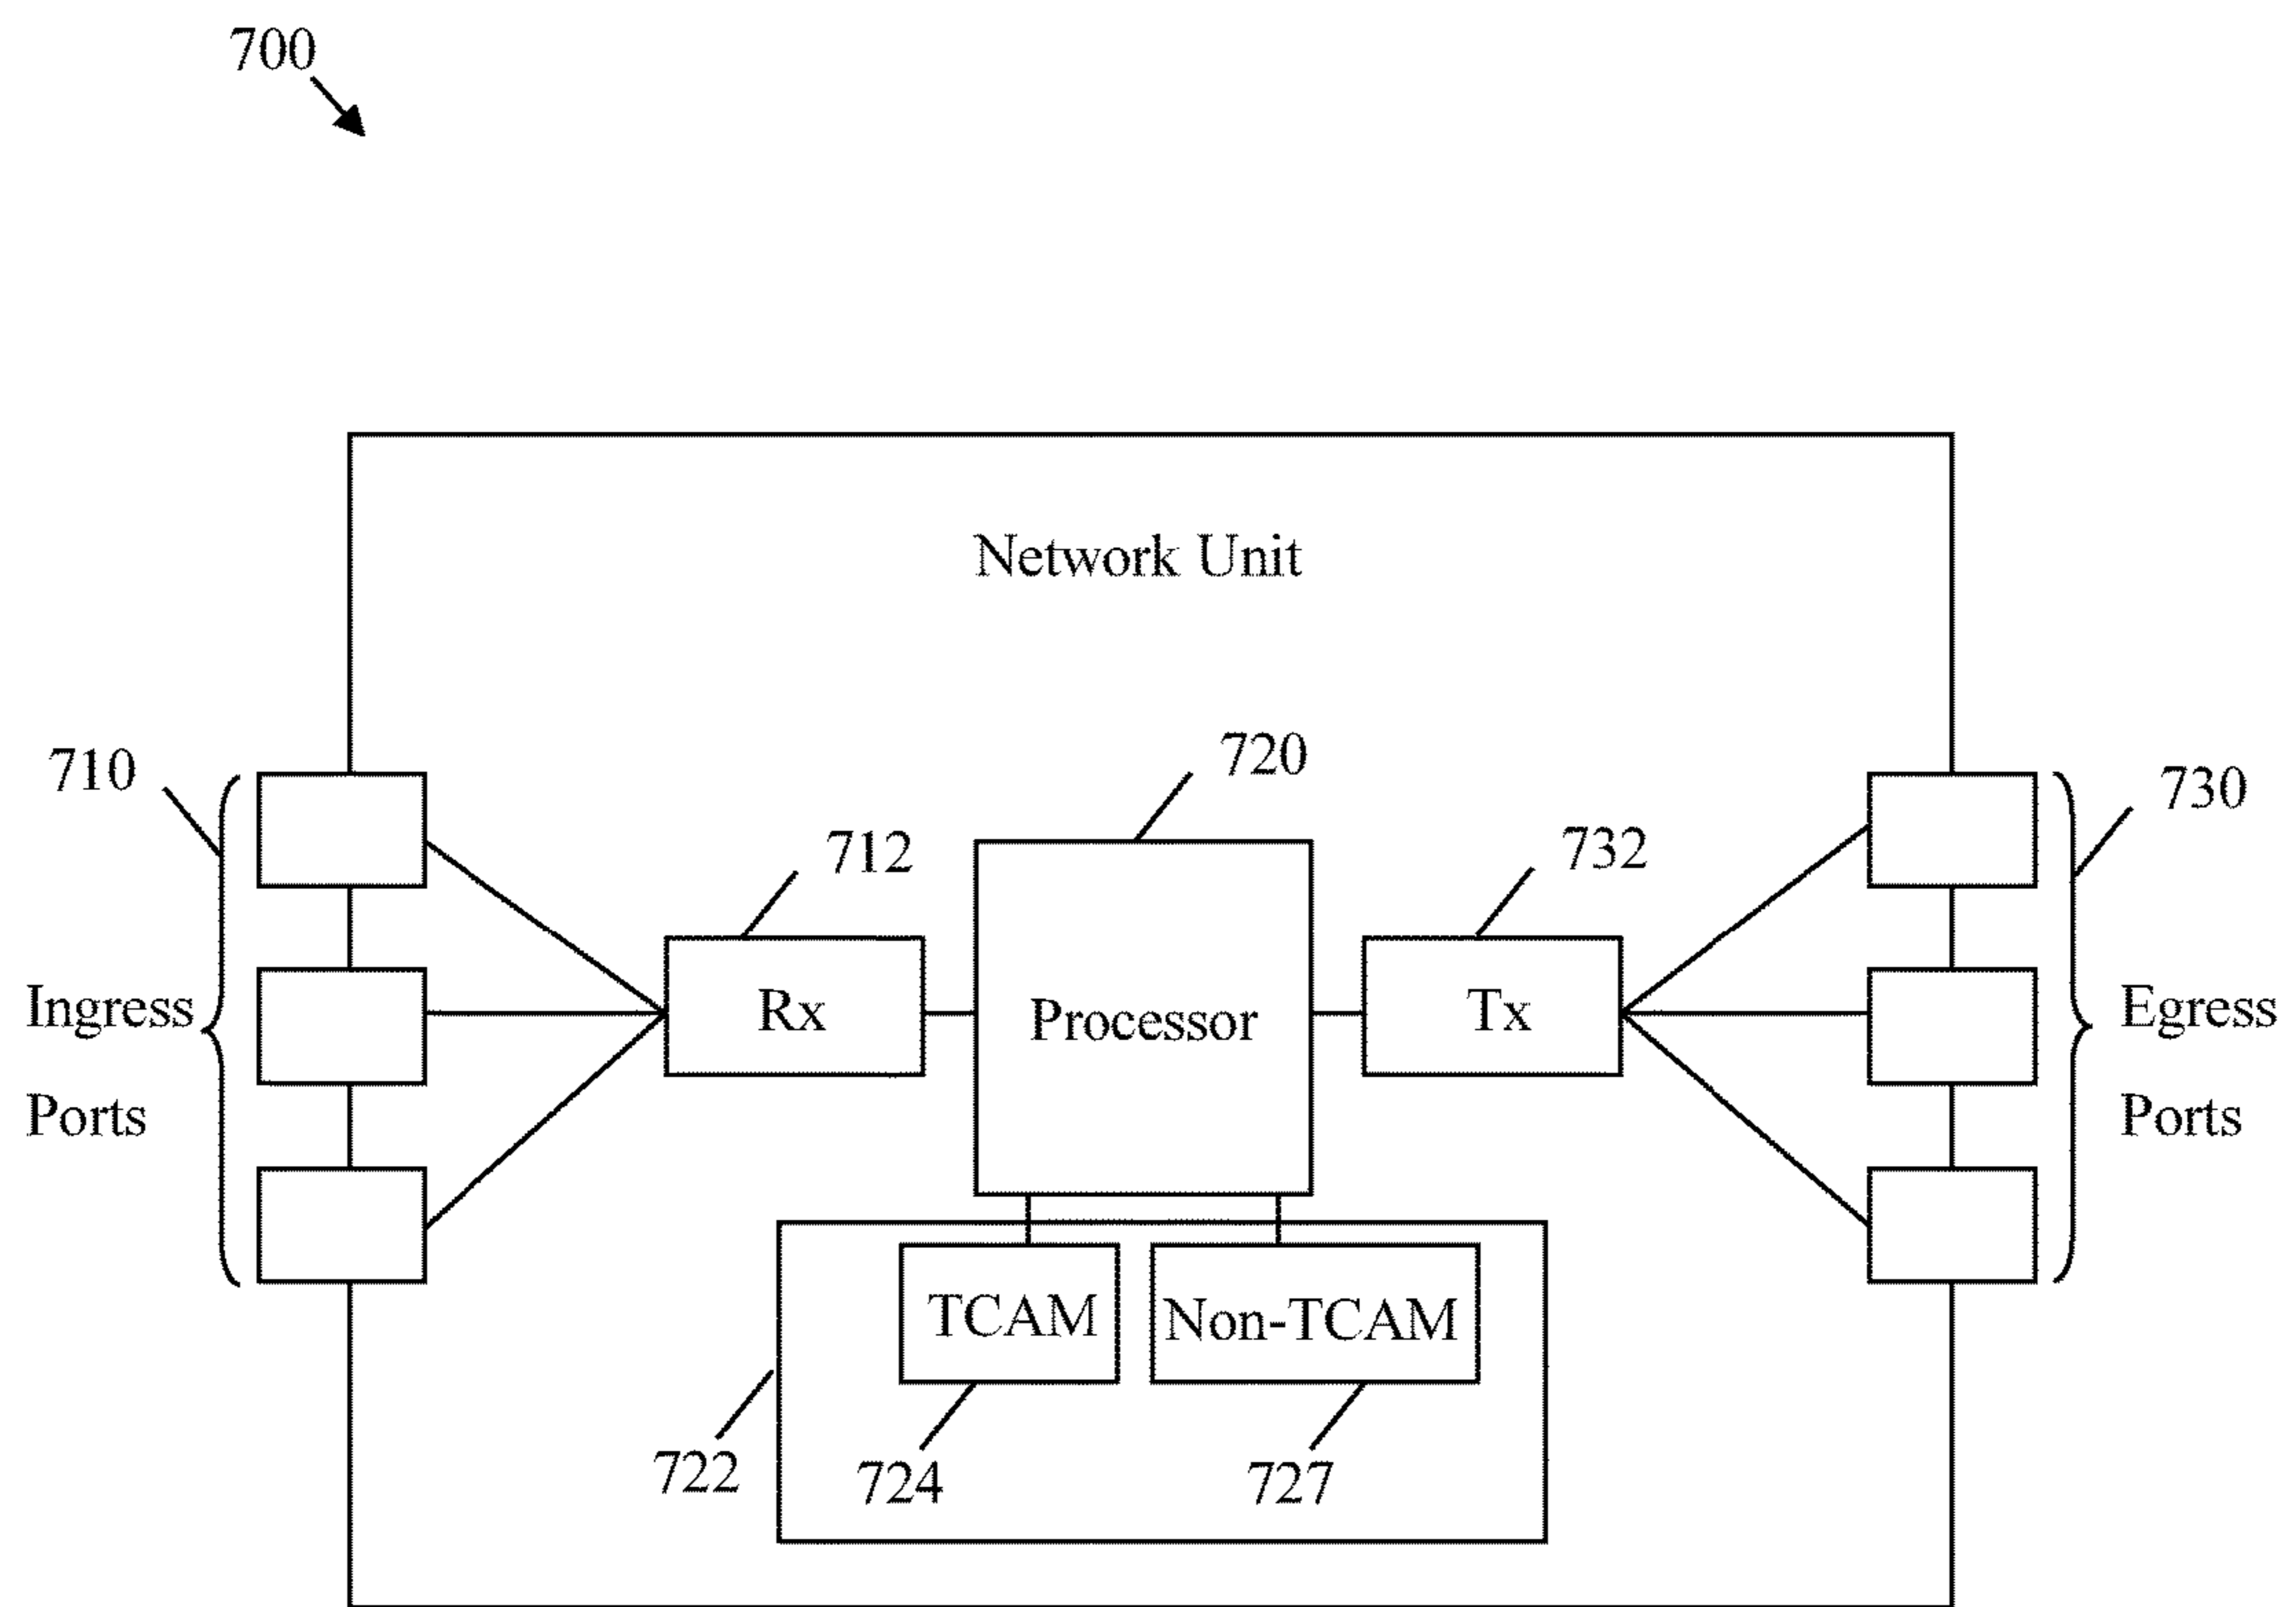 700
Network Unit
710
720
730
712
732
Ingress
Ports
Rx
Processor
Tx
Egress
Ports
TCAM
Non-TCAM
722
724
727